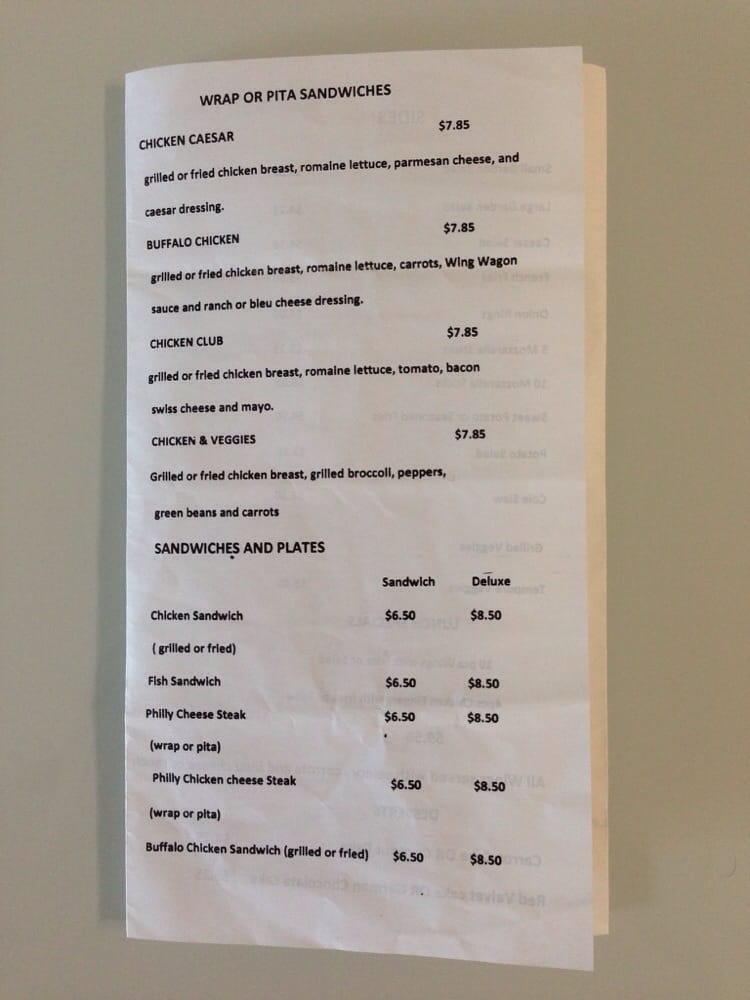 WRAP OR PITA SANDWICHES
CHICKEN CAESAR $7.85
grilled or fried chicken breast, romaine lettuce, parmesan cheese, and
caesar dressing.
BUFFALO CHICKEN $7.85
grilled or fried chicken breast, romaine lettuce, carrots, Wing Wagon
sauce and ranch or bleu cheese dressing.
CHICKEN CLUB $7.85
grilled or fried chicken breast, romaine lettuce, tomato, bacon
swiss cheese and mayo.
CHICKEN & VEGGIES $7.85
Grilled or fried chicken breast, grilled broccoli, peppers,
green beans and carrots
SANDWICHES AND PLATES
Sandwich Deluxe
Chicken Sandwich $6.50 $8.50
( grilled or fried)
Fish Sandwich $6.50 $8.50
Philly Cheese Steak $6.50 $8.50
(wrap or pita)
Philly Chicken cheese Steak $6.50 $8.50
(wrap or pita)
Buffalo Chicken Sandwich (grilled or fried) $6.50 $8.50